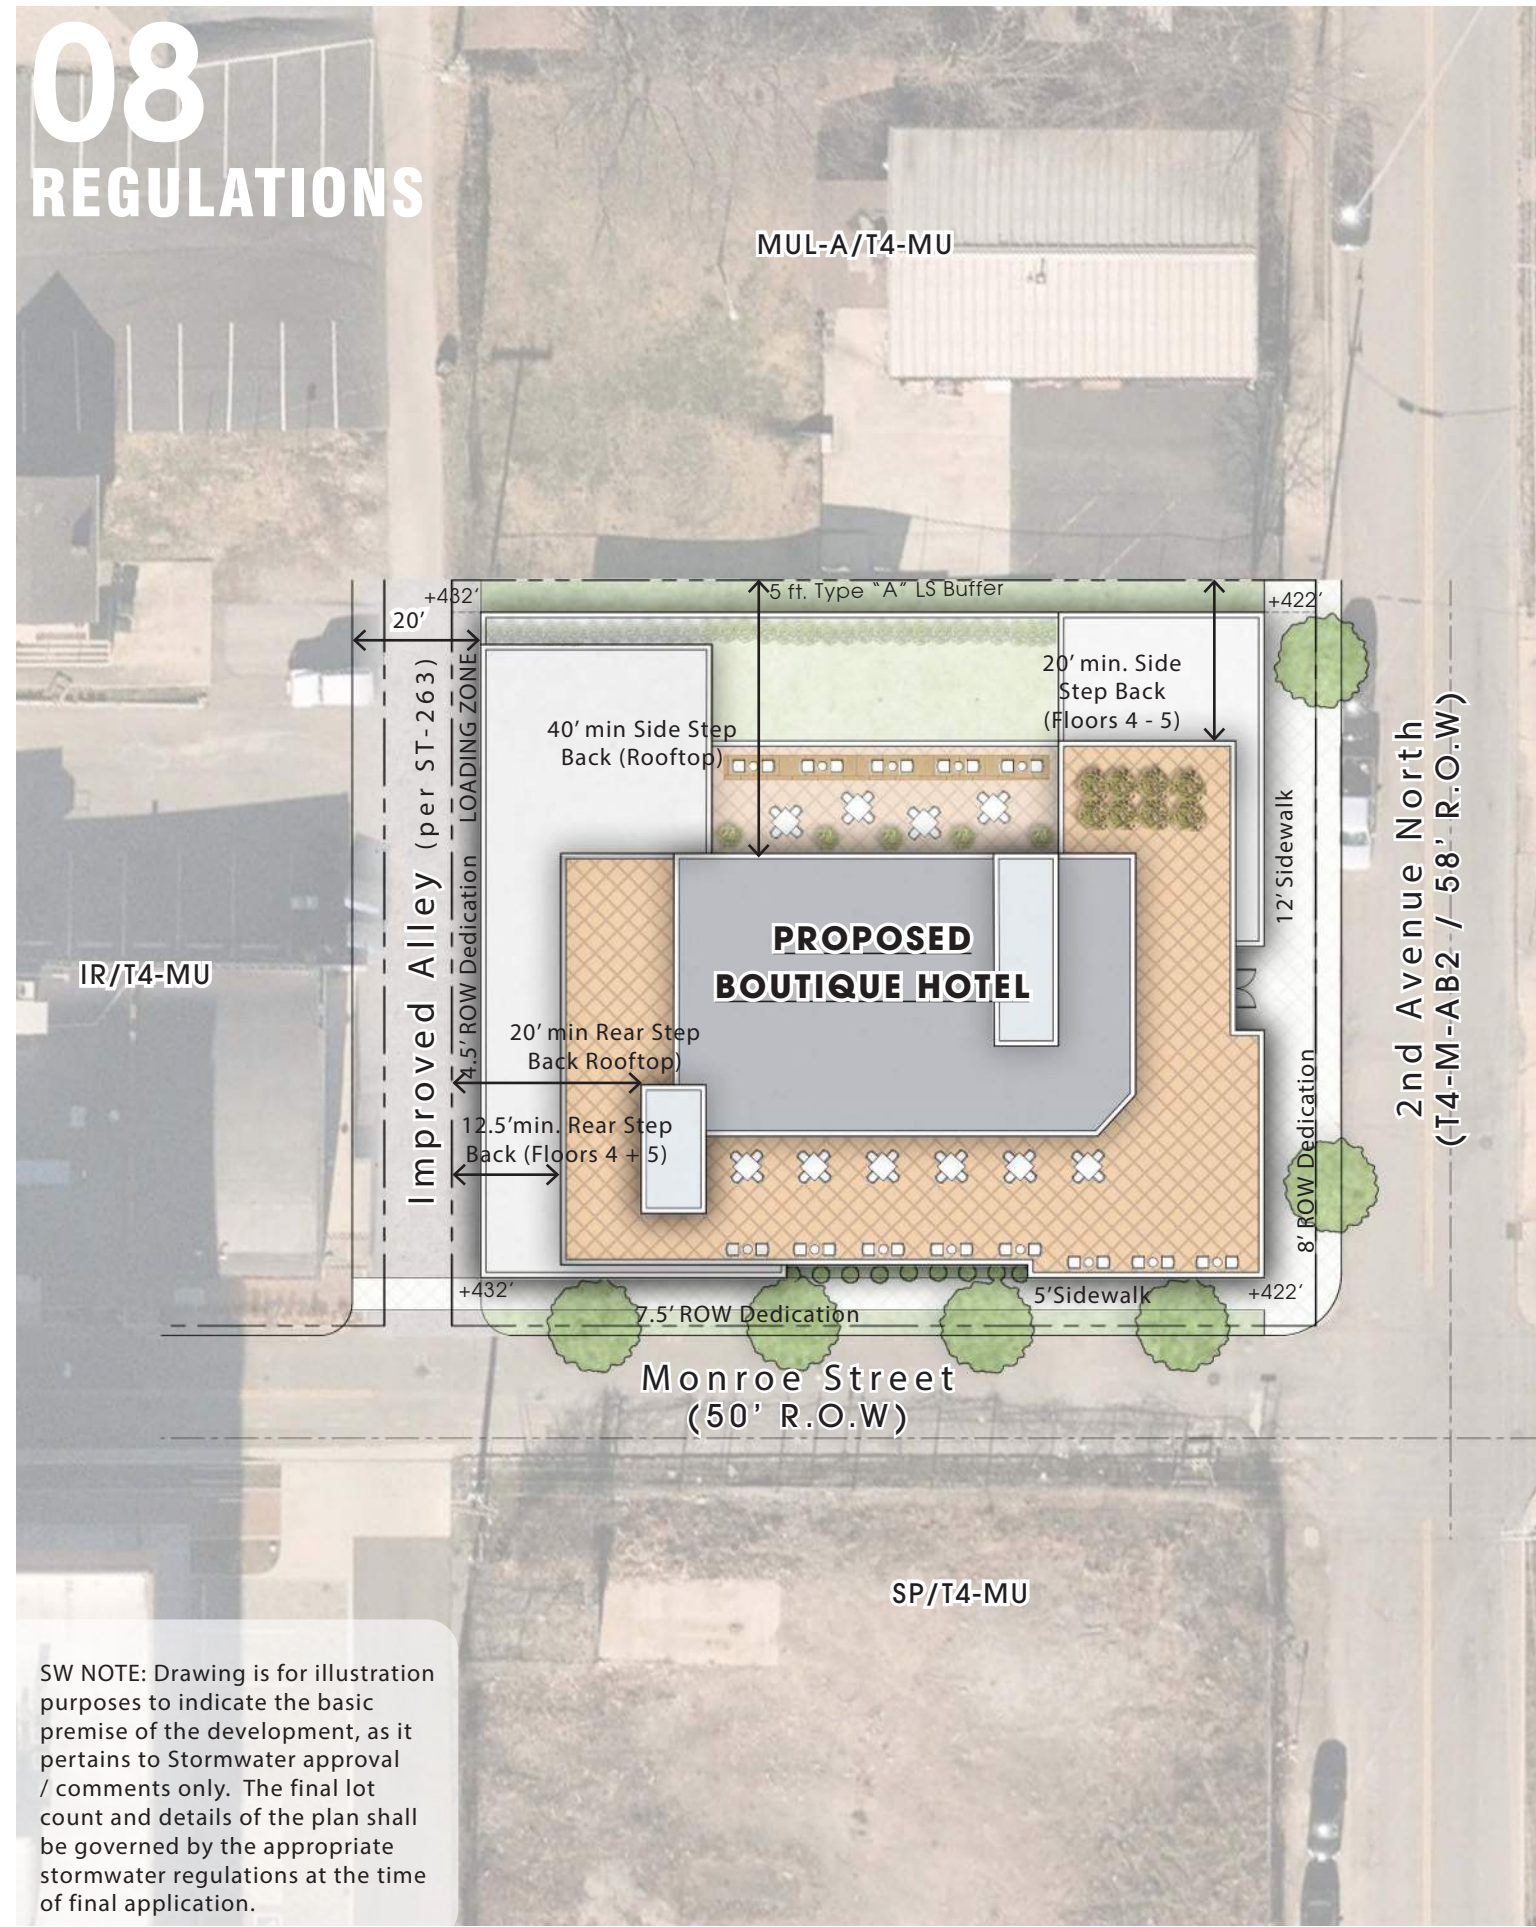 08
REGULATIONS
MUL-A/T4-MU
+432'
5 ft. Type "A" LS Buffer
+422'
20'
20' min. Side
Step Back
(Floors 4 - 5)
40' min Side Step
Back (Rooftop)
LOADING ZONE
4.5' ROW Dedication
Improved Alley (per ST-263)
12' Sidewalk
2nd Avenue North
(T4-M-AB2 / 58' R.O.W)
IR/T4-MU
PROPOSED
BOUTIQUE HOTEL
20' min Rear Step
Back Rooftop)
12.5'min. Rear Step
Back (Floors 4 + 5)
8' ROW Dedication
+432'
5'Sidewalk
+422'
7.5' ROW Dedication
Monroe Street
(50' R.O.W)
SP/T4-MU
SW NOTE: Drawing is for illustration
purposes to indicate the basic
premise of the development, as it
pertains to Stormwater approval
/ comments only.  The final lot
count and details of the plan shall
be governed by the appropriate
stormwater regulations at the time
of final application.